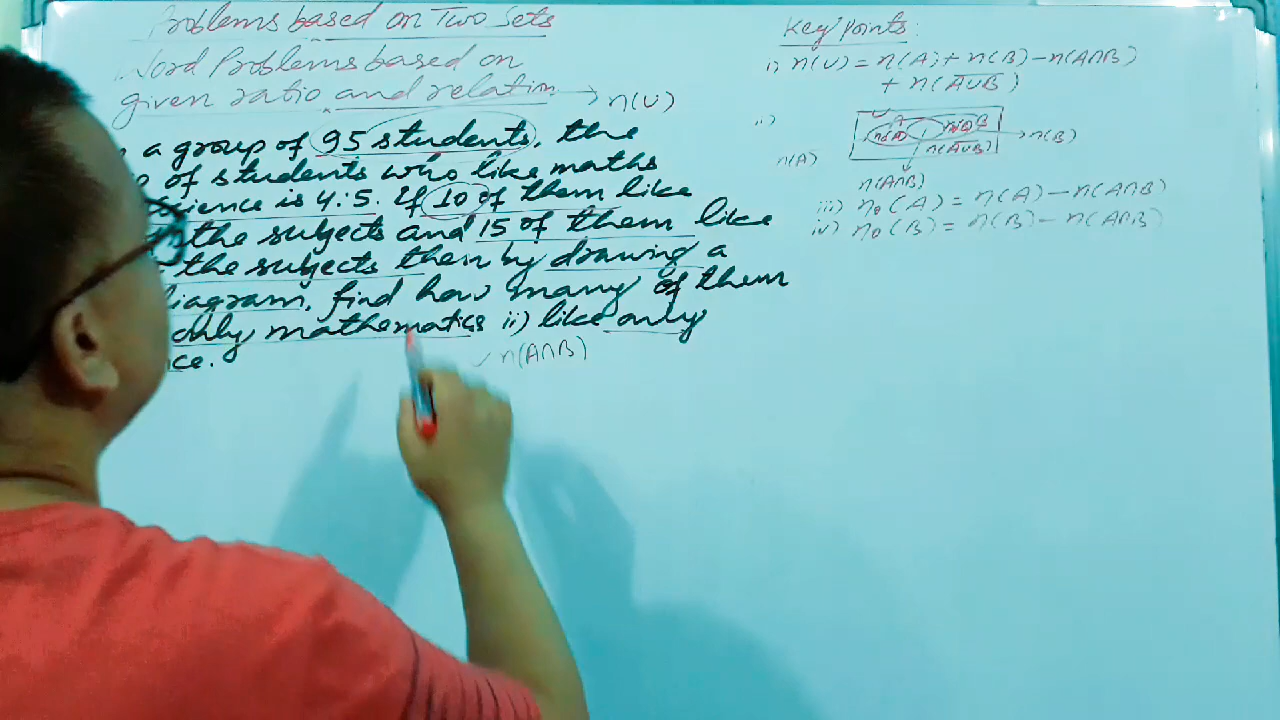 Problems based on Two Sets
Word Problems based on
given ratio and relation → n(U)
a group of 95 students, the
of students who like maths
science is 4:5. If 10 of them like
the subjects and 15 of them like
the subjects then by drawing a
diagram, find how many of them
only mathematics ii) like only
ce.
n(A∩B)
Key points:
i) n(U) = n(A) + n(B) - n(A∩B)
+ n(A∪B)
ii)
n(A)
n(B)
n(A∪B)
n(A∩B)
iii) n₀(A) = n(A) - n(A∩B)
iv) n₀(B) = n(B) - n(A∩B)